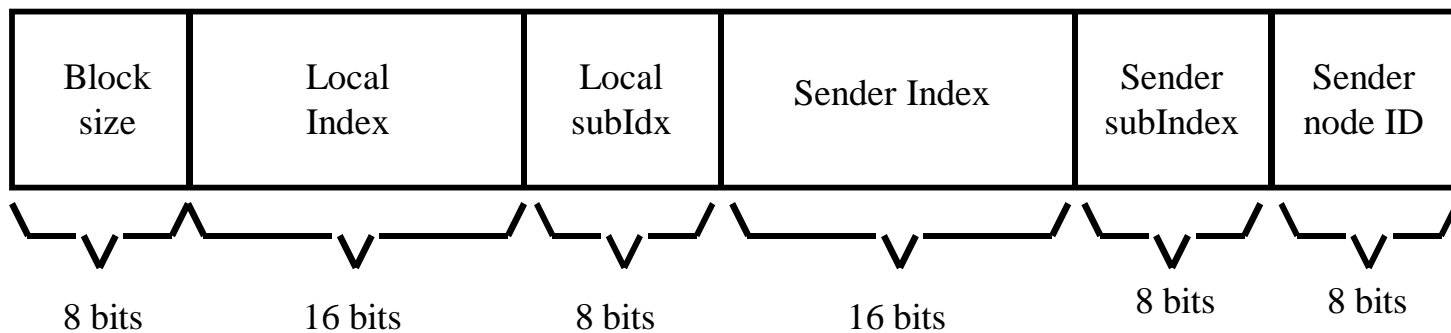 Block
size
Local
Index
Local
subIdx
Sender Index
Sender
subIndex
Sender
node ID
8 bits
16 bits
8 bits
16 bits
8 bits
8 bits